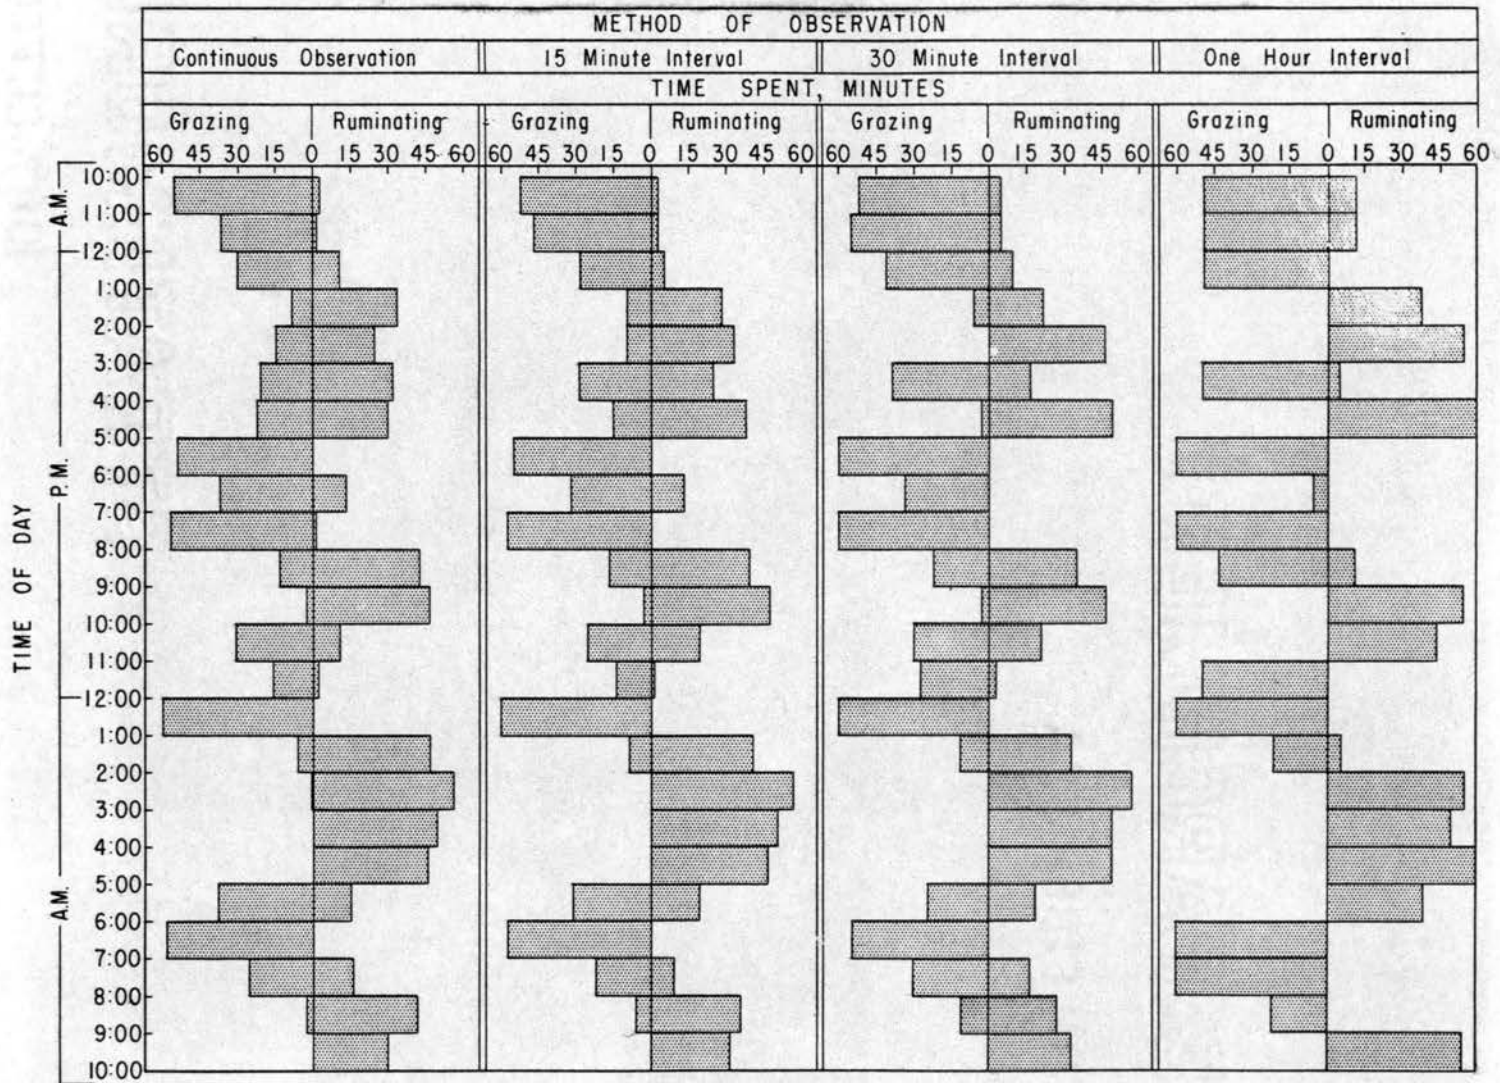 METHOD OF OBSERVATION
Continuous Observation 15 Minute Interval 30 Minute Interval One Hour Interval
TIME SPENT, MINUTES
Grazing Ruminating Grazing Ruminating Grazing Ruminating Grazing Ruminating
60 45 30 15 0 15 30 45 60 60 45 30 15 0 15 30 45 60 60 45 30 15 0 15 30 45 60 60 45 30 15 0 15 30 45 60
TIME OF DAY
A.M.
P.M.
A.M.
10:00
11:00
12:00
1:00
2:00
3:00
4:00
5:00
6:00
7:00
8:00
9:00
10:00
11:00
12:00
1:00
2:00
3:00
4:00
5:00
6:00
7:00
8:00
9:00
10:00